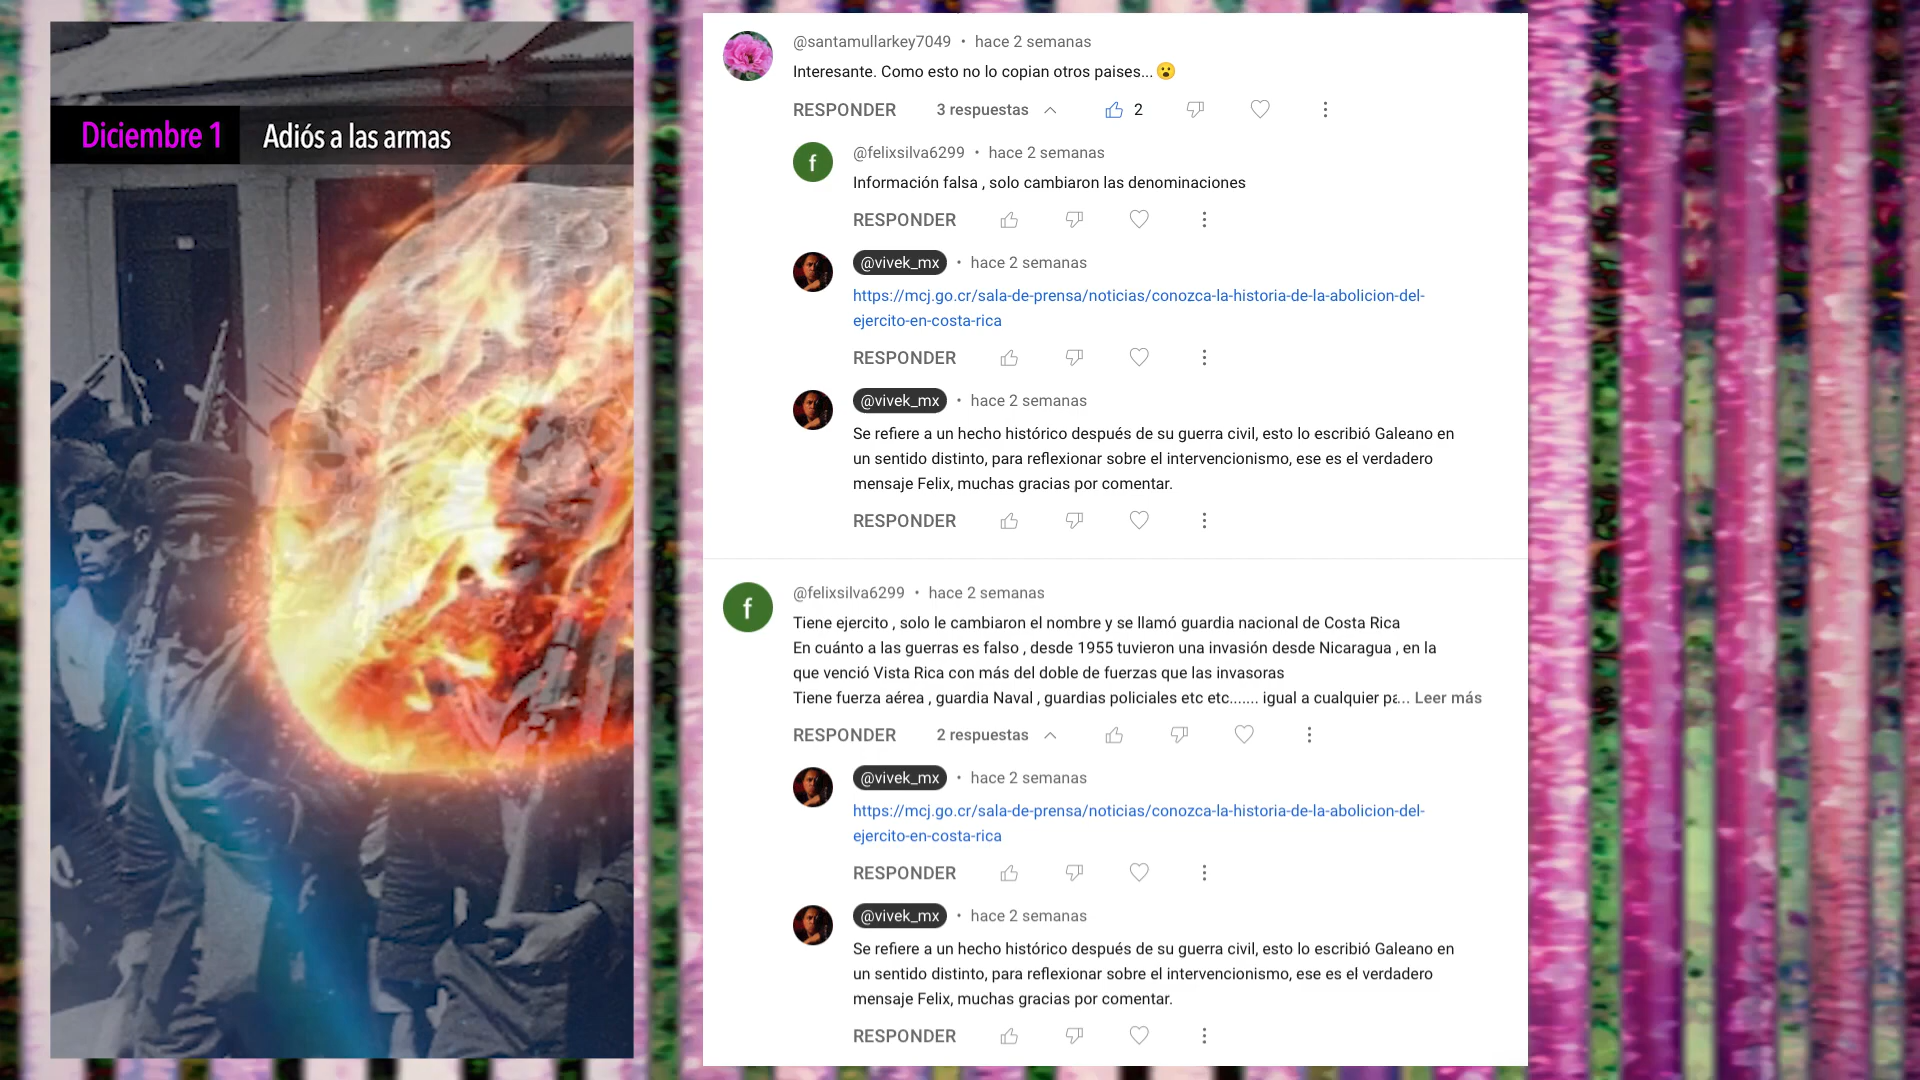 Diciembre 1 Adiós a las armas
@santamullarkey7049 • hace 2 semanas
Interesante. Como esto no lo copian otros paises...😮
RESPONDER 3 respuestas 2
f
@felixsilva6299 • hace 2 semanas
Información falsa , solo cambiaron las denominaciones
RESPONDER
@vivek_mx • hace 2 semanas
https://mcj.go.cr/sala-de-prensa/noticias/conozca-la-historia-de-la-abolicion-del-
ejercito-en-costa-rica
RESPONDER
@vivek_mx • hace 2 semanas
Se refiere a un hecho histórico después de su guerra civil, esto lo escribió Galeano en
un sentido distinto, para reflexionar sobre el intervencionismo, ese es el verdadero
mensaje Felix, muchas gracias por comentar.
RESPONDER
f
@felixsilva6299 • hace 2 semanas
Tiene ejercito , solo le cambiaron el nombre y se llamó guardia nacional de Costa Rica
En cuánto a las guerras es falso , desde 1955 tuvieron una invasión desde Nicaragua , en la
que venció Vista Rica con más del doble de fuerzas que las invasoras
Tiene fuerza aérea , guardia Naval , guardias policiales etc etc....... igual a cualquier pa... Leer más
RESPONDER 2 respuestas
@vivek_mx • hace 2 semanas
https://mcj.go.cr/sala-de-prensa/noticias/conozca-la-historia-de-la-abolicion-del-
ejercito-en-costa-rica
RESPONDER
@vivek_mx • hace 2 semanas
Se refiere a un hecho histórico después de su guerra civil, esto lo escribió Galeano en
un sentido distinto, para reflexionar sobre el intervencionismo, ese es el verdadero
mensaje Felix, muchas gracias por comentar.
RESPONDER